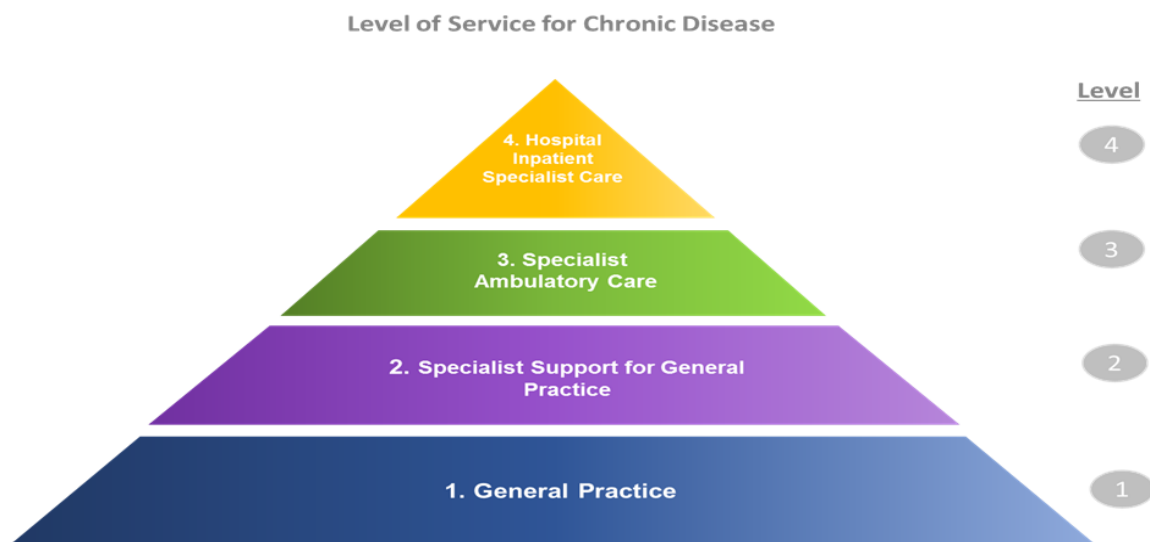 Level of Service for Chronic Disease
Level
4. Hospital
Inpatient
Specialist Care
4
3. Specialist
Ambulatory Care
3
2. Specialist Support for General
Practice
2
1. General Practice
1